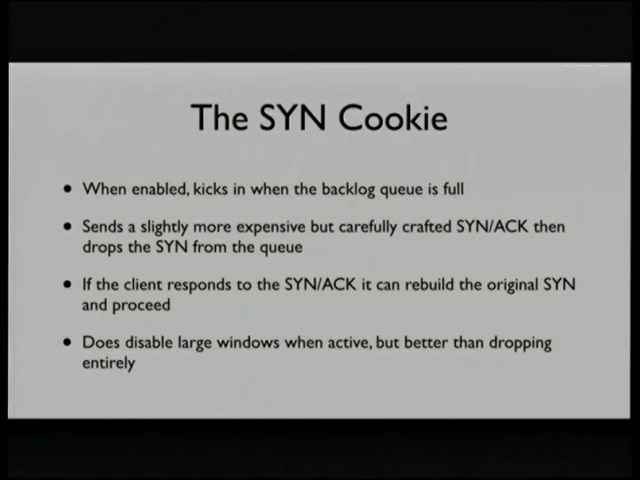 The SYN Cookie
• When enabled, kicks in when the backlog queue is full
• Sends a slightly more expensive but carefully crafted SYN/ACK then
drops the SYN from the queue
• If the client responds to the SYN/ACK it can rebuild the original SYN
and proceed
• Does disable large windows when active, but better than dropping
entirely